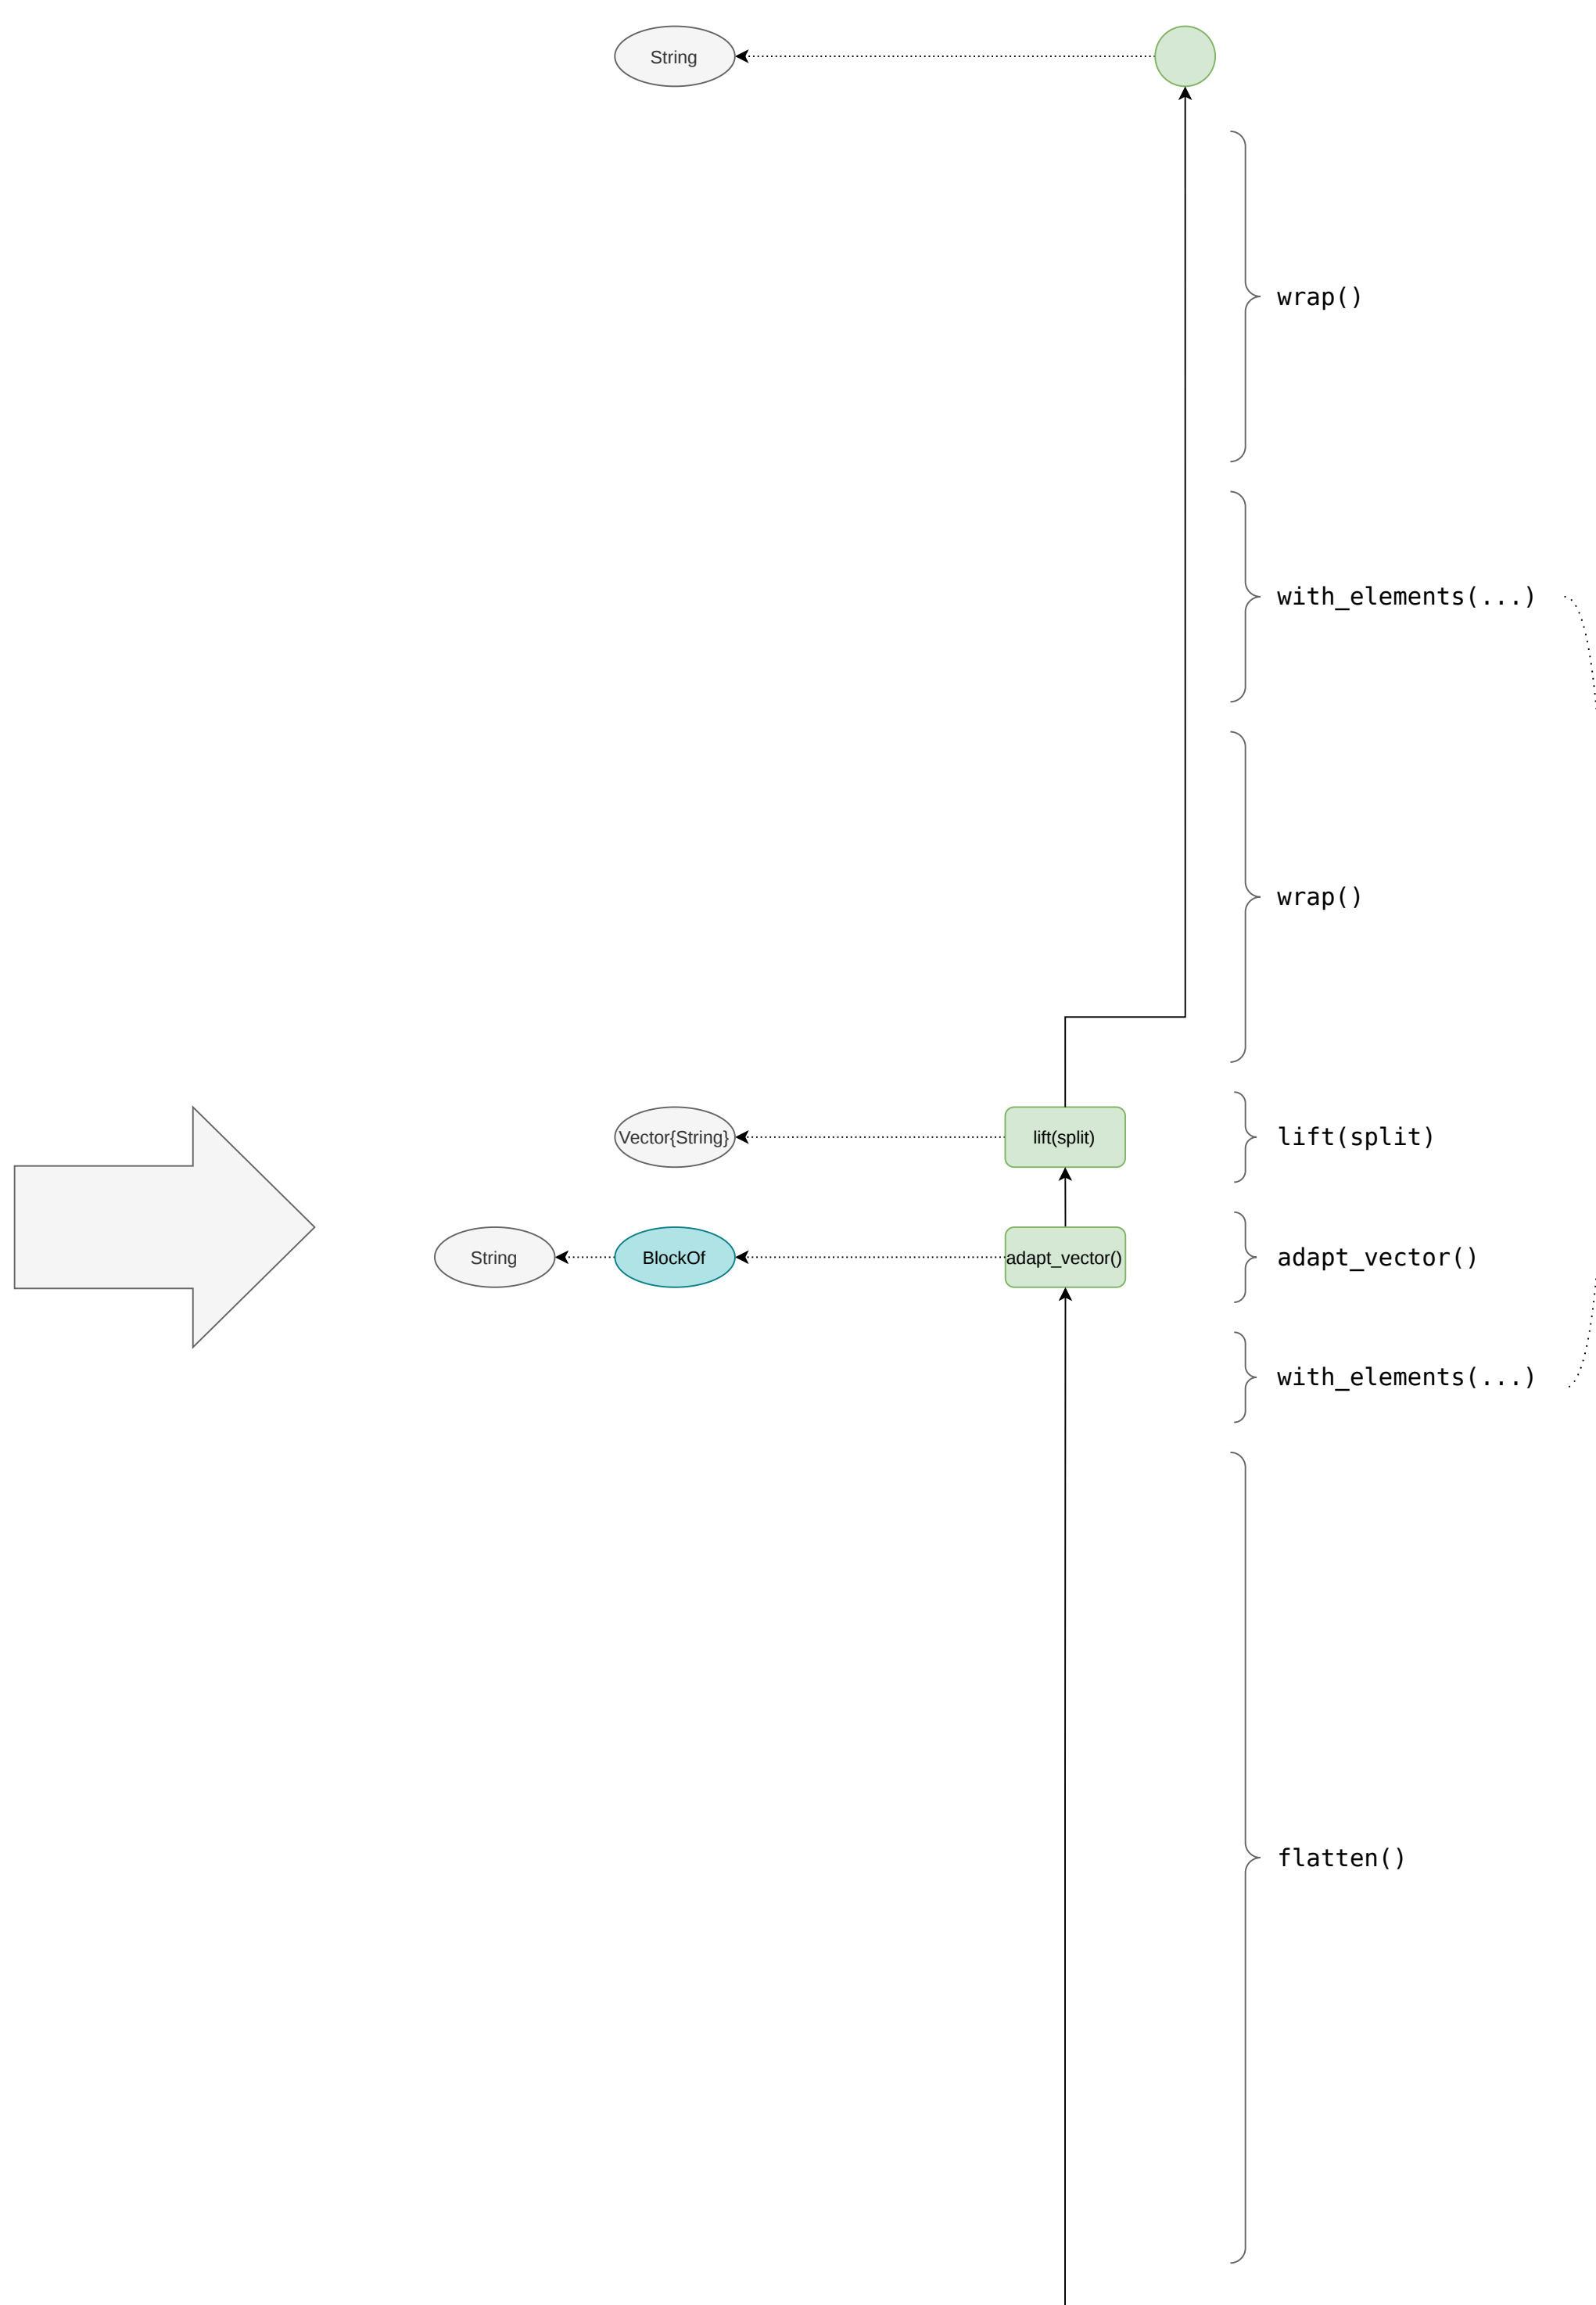 String
wrap()
with_elements(...)
wrap()
Vector{String}
lift(split)
lift(split)
String
BlockOf
adapt_vector()
adapt_vector()
with_elements(...)
flatten()